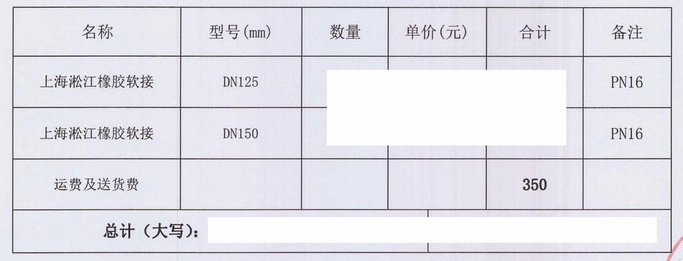 名称 型号(mm) 数量 单价(元) 合计 备注
上海淞江橡胶软接 DN125 PN16
上海淞江橡胶软接 DN150 PN16
运费及送货费 350
总计（大写）：